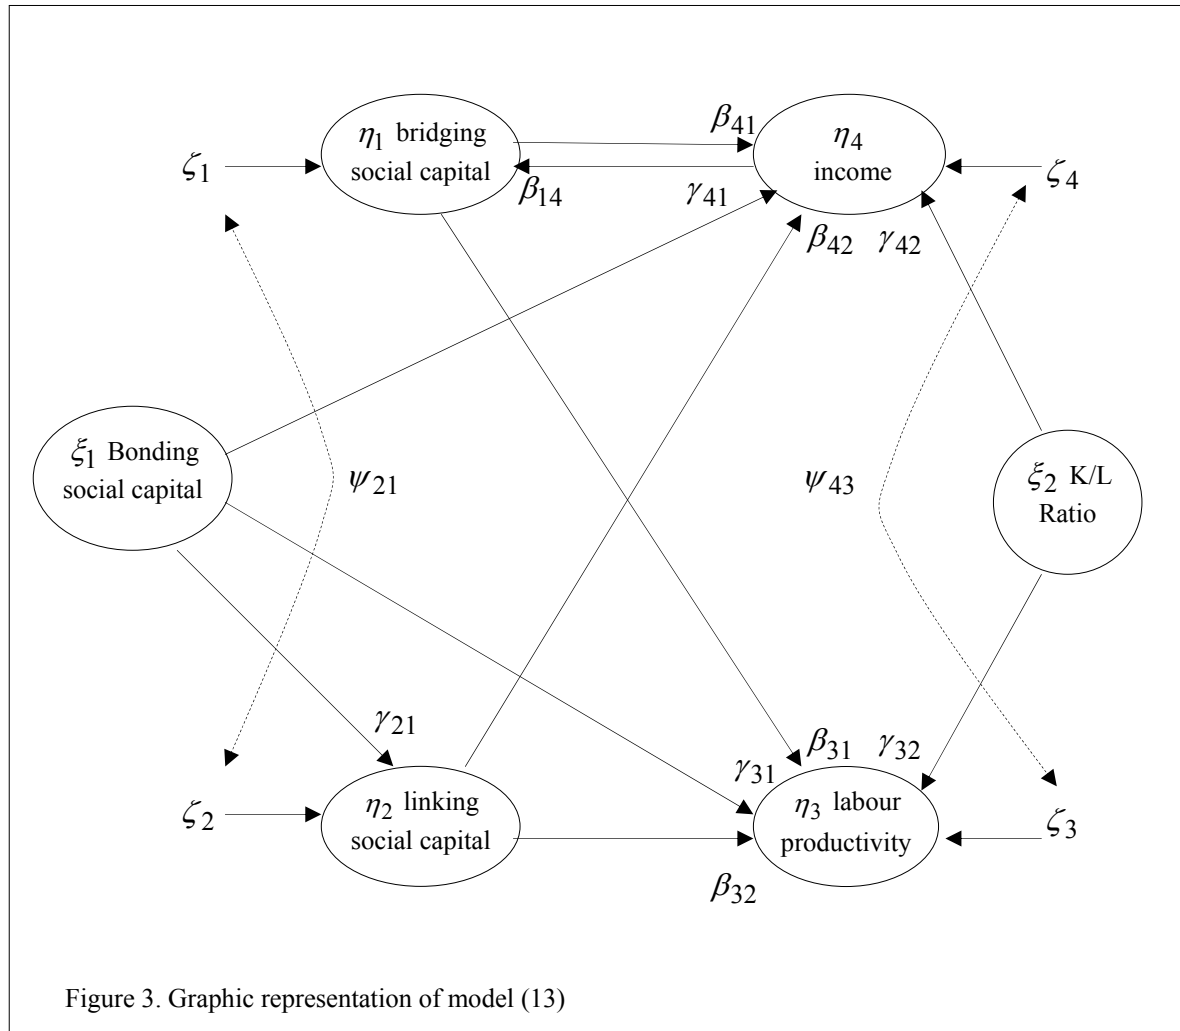 η₁ bridging
social capital
β₄₁
η₄
income
ζ₁
β₁₄
γ₄₁
ζ₄
β₄₂
γ₄₂
ξ₁ Bonding
social capital
ψ₂₁
ψ₄₃
ξ₂ K/L
Ratio
γ₂₁
β₃₁
γ₃₂
γ₃₁
ζ₂
η₂ linking
social capital
η₃ labour
productivity
ζ₃
β₃₂
Figure 3. Graphic representation of model (13)